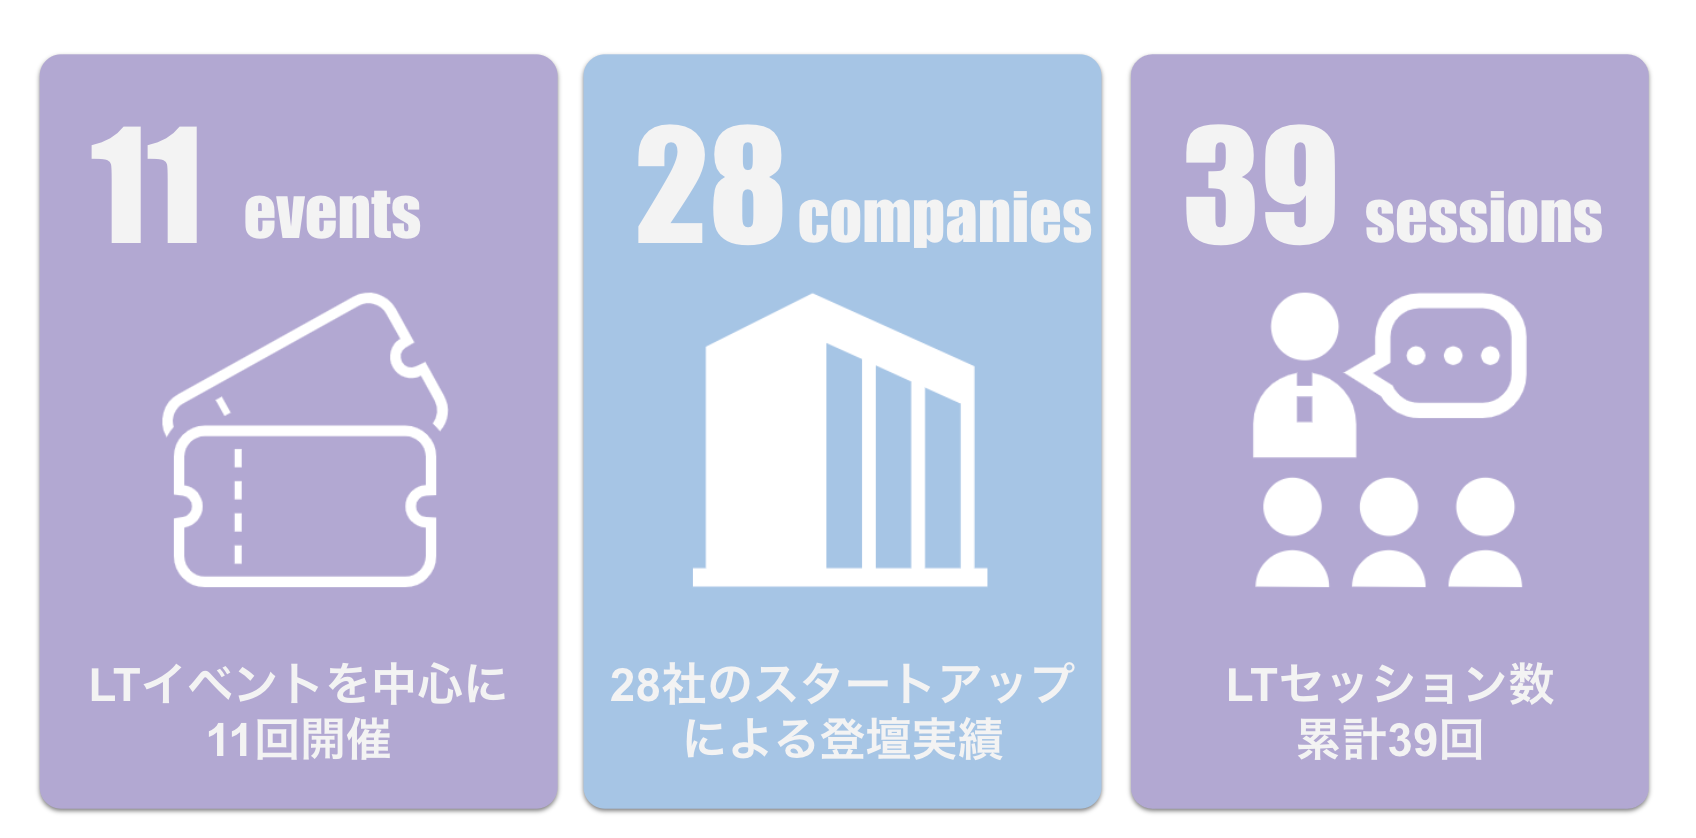 11 events
LTイベントを中心に
11回開催
28 companies
28社のスタートアップ
による登壇実績
39 sessions
LTセッション数
累計39回